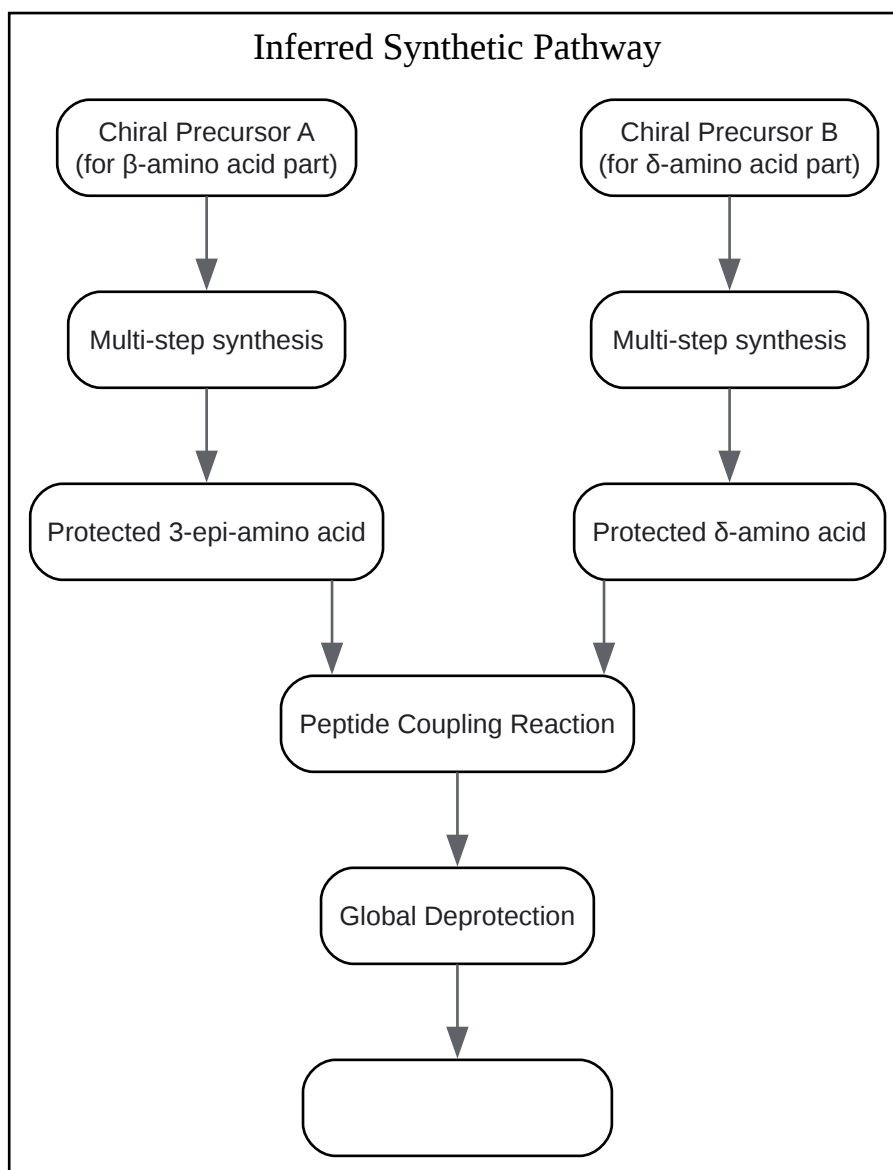 Inferred Synthetic Pathway
Chiral Precursor A
(for β-amino acid part)
Chiral Precursor B
(for δ-amino acid part)
Multi-step synthesis
Multi-step synthesis
Protected 3-epi-amino acid
Protected δ-amino acid
Peptide Coupling Reaction
Global Deprotection